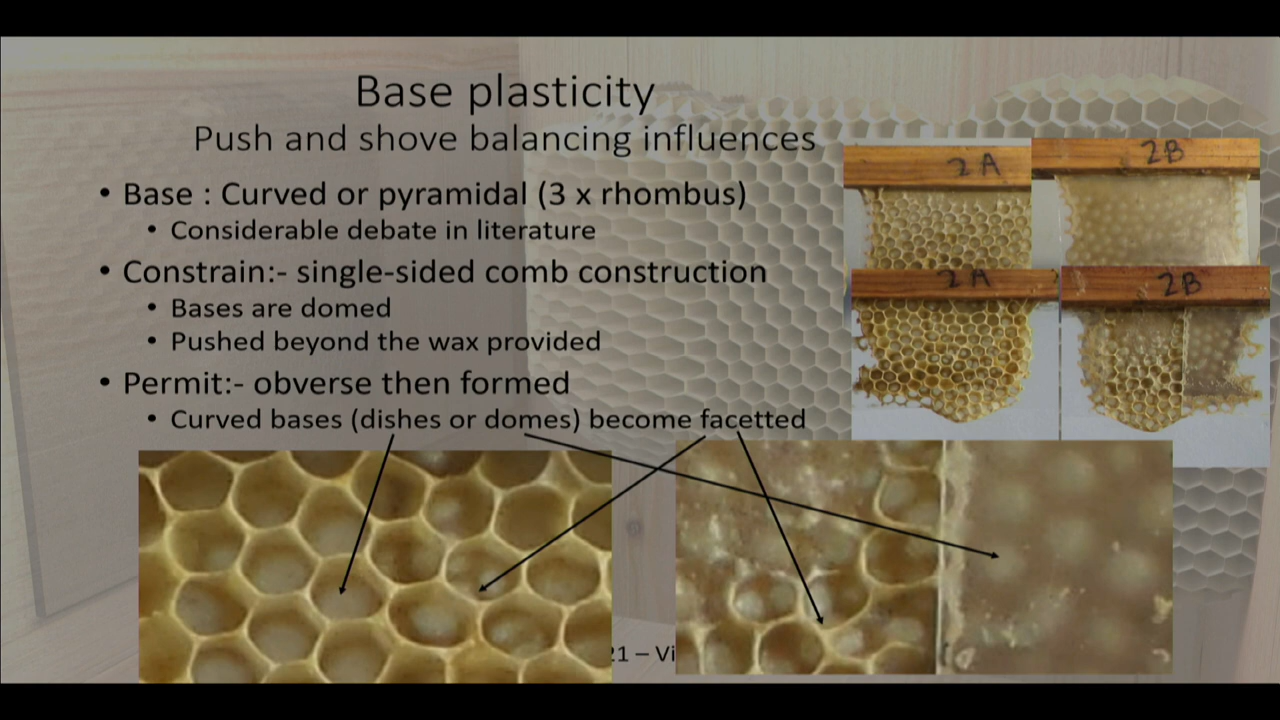 Base plasticity
Push and shove balancing influences
• Base : Curved or pyramidal (3 x rhombus)
• Considerable debate in literature
• Constrain:- single-sided comb construction
• Bases are domed
• Pushed beyond the wax provided
• Permit:- obverse then formed
• Curved bases (dishes or domes) become facetted
2A
2B
2A
2B
21 – Vi